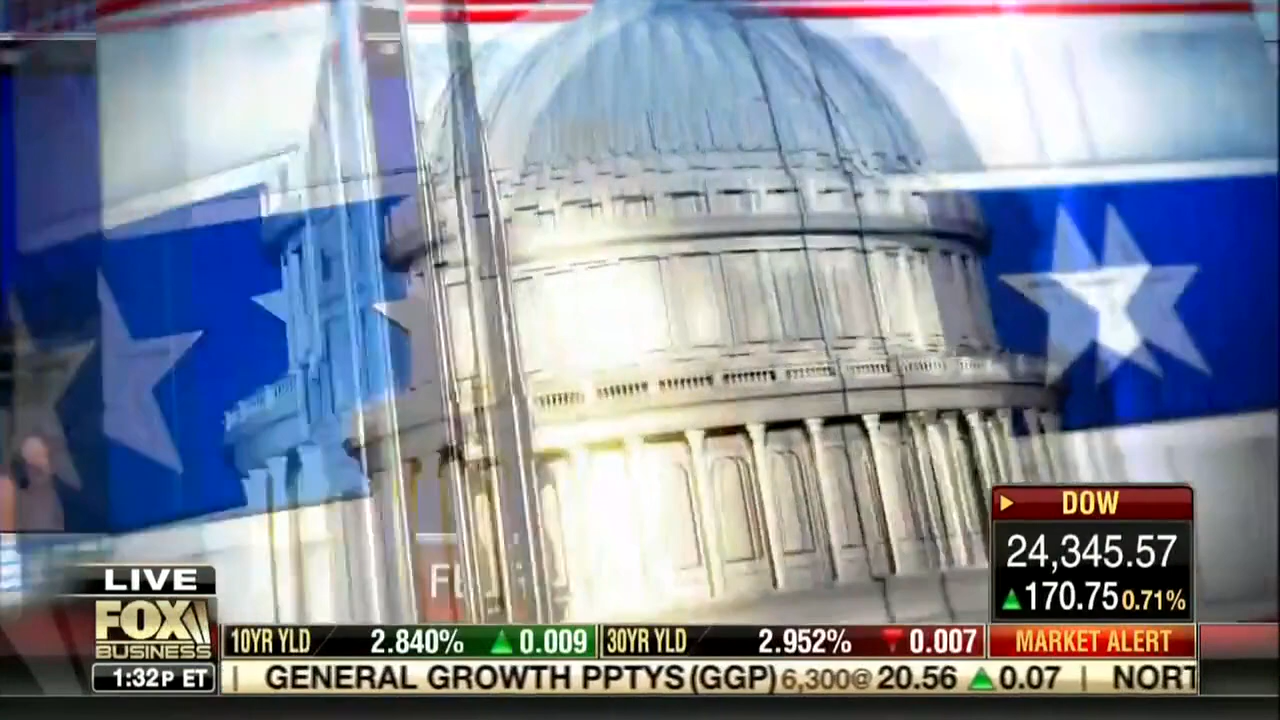 DOW
24,345.57
170.75 0.71%
LIVE
FOX
BUSINESS
10YR YLD 2.840% 0.009 30YR YLD 2.952% 0.007 MARKET ALERT
1:32P ET | GENERAL GROWTH PPTYS (GGP) 6,300@ 20.56 0.07 | NORT